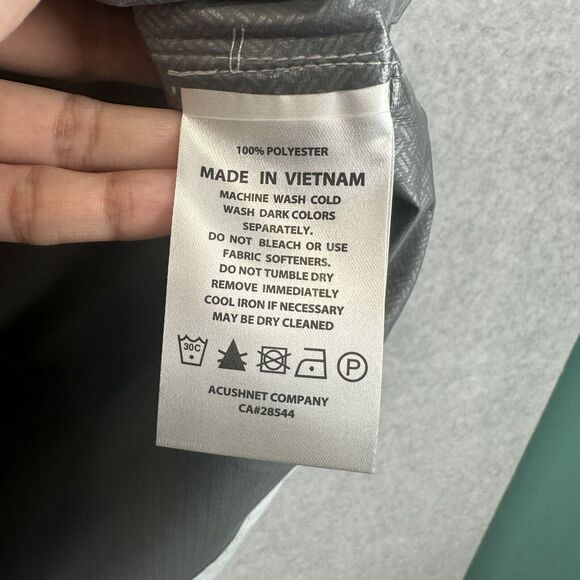 100% POLYESTER
MADE IN VIETNAM
MACHINE WASH COLD
WASH DARK COLORS
SEPARATELY.
DO NOT BLEACH OR USE
FABRIC SOFTENERS.
DO NOT TUMBLE DRY
REMOVE IMMEDIATELY
COOL IRON IF NECESSARY
MAY BE DRY CLEANED
30C P
ACUSHNET COMPANY
CA#28544